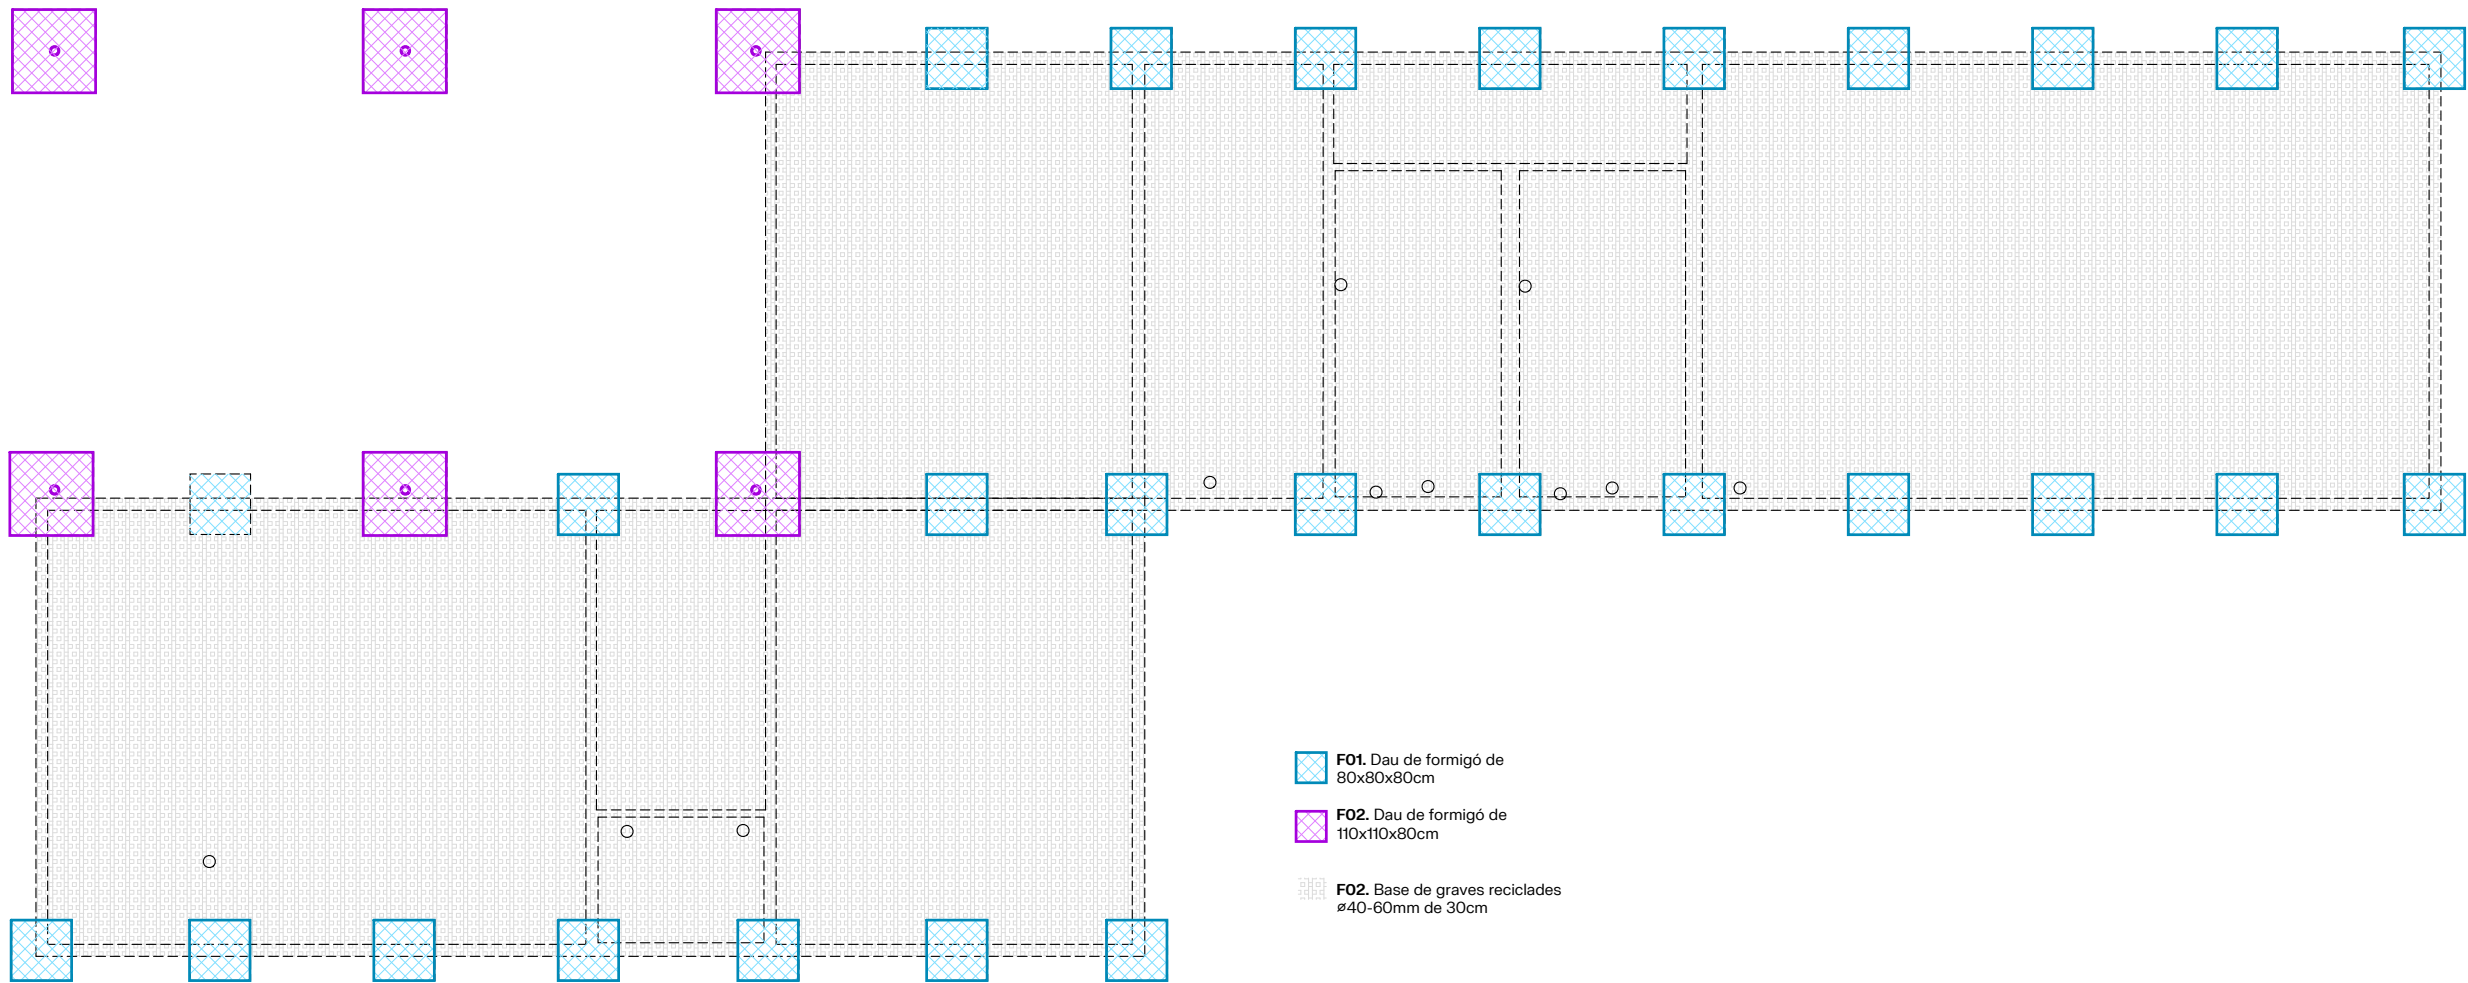 F01. Dau de formigó de
80x80x80cm
F02. Dau de formigó de
110x110x80cm
F02. Base de graves reciclades
ø40-60mm de 30cm